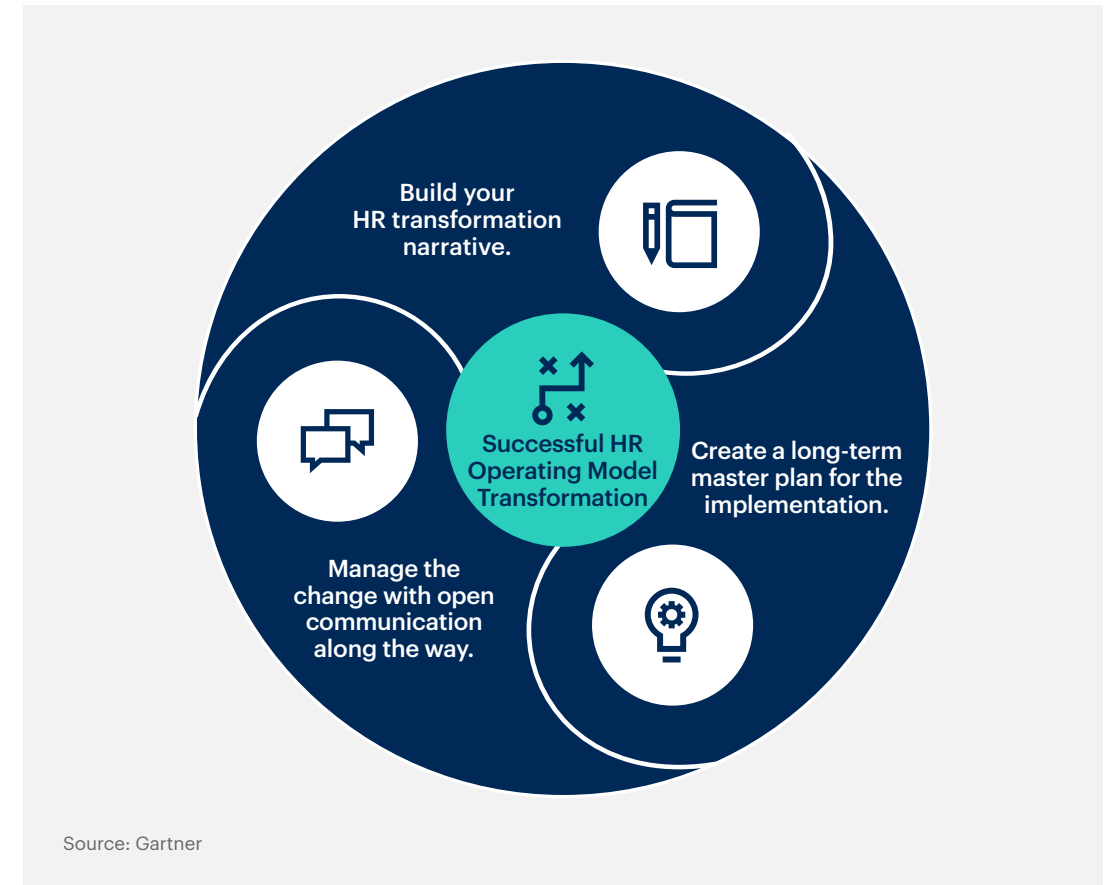 Build your
HR transformation
narrative.
Successful HR
Operating Model
Transformation
Create a long-term
master plan for the
implementation.
Manage the
change with open
communication
along the way.
Source: Gartner